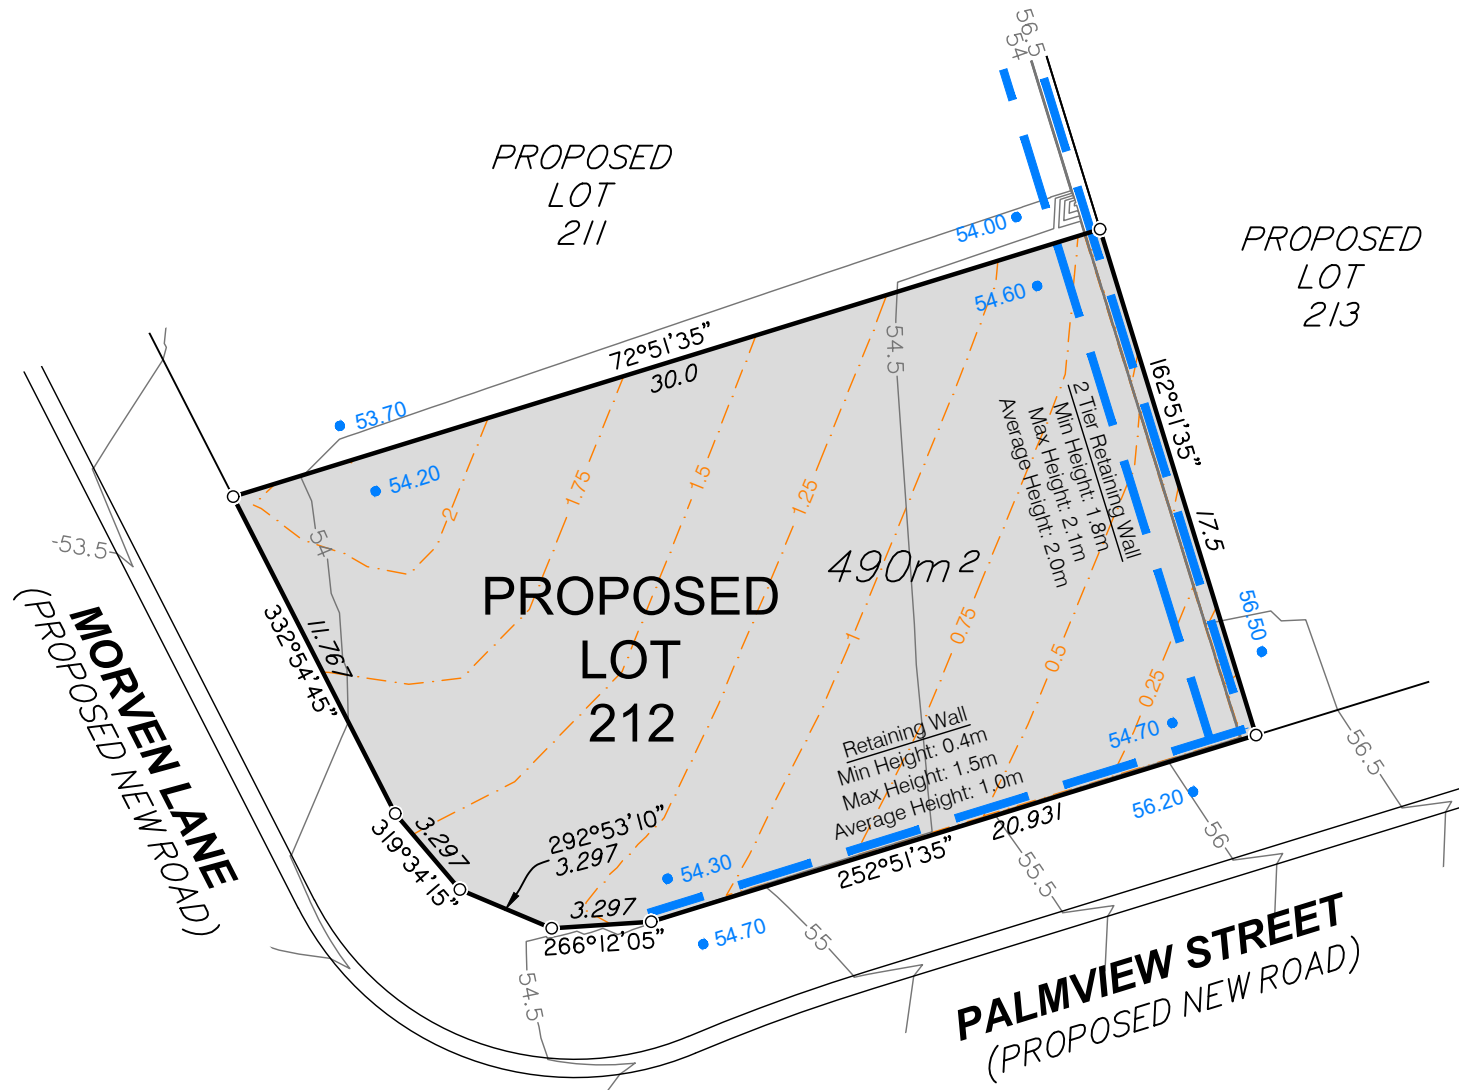 56.5
54
PROPOSED
LOT
211
54.00
PROPOSED
LOT
213
54.60
72°51'35"
30.0
54.5
53.70
54.20
162°51'35"
17.5
2 Tier Retaining Wall
Min Height: 1.8m
Max Height: 2.1m
Average Height: 2.0m
2
1.75
1.5
1.25
1
0.75
0.5
0.25
54
-53.5-
490m²
PROPOSED
LOT
212
56.50
11.767
332°54'45"
MORVEN LANE
(PROPOSED NEW ROAD)
Retaining Wall
Min Height: 0.4m
Max Height: 1.5m
Average Height: 1.0m
54.70
56.20
56.5
56
55.5
55
54.5
3.297
319°34'15"
292°53'10"
3.297
3.297
266°12'05"
54.30
54.70
252°51'35"
20.931
PALMVIEW STREET
(PROPOSED NEW ROAD)